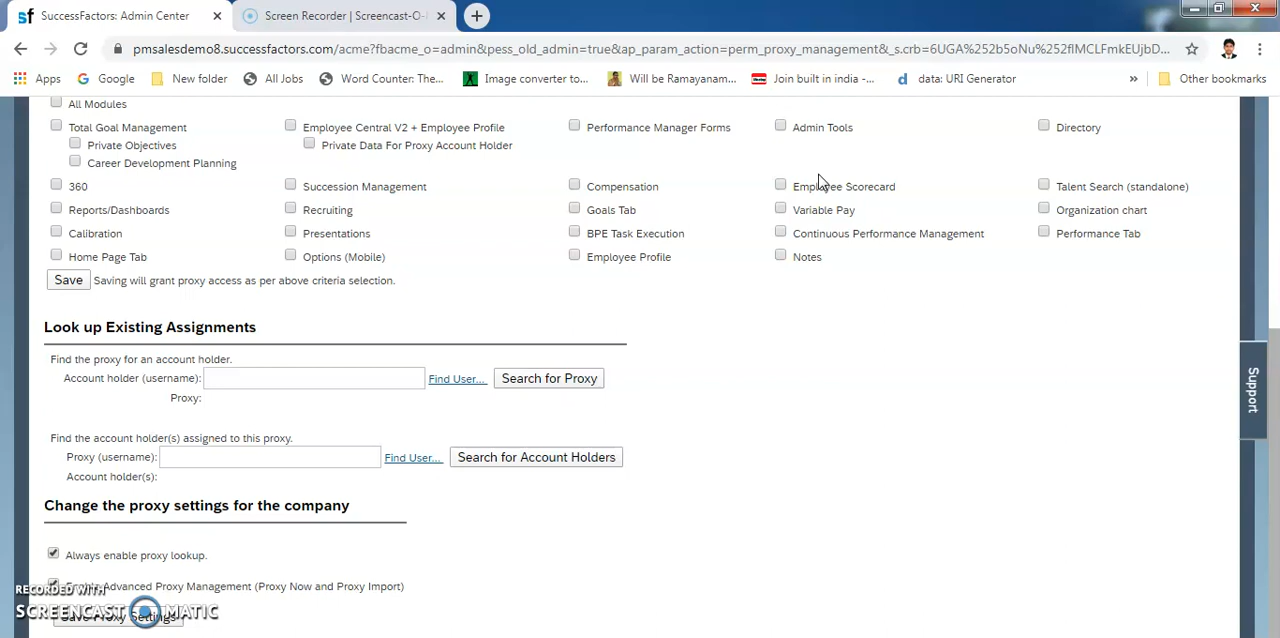 sf SuccessFactors: Admin Center × Screen Recorder | Screencast-O- × +
pmsalesdemo8.successfactors.com/acme?fbacme_o=admin&pess_old_admin=true&ap_param_action=perm_proxy_management&_s.crb=6UGA%252b5oNu%252flMCLFmkEUjbD...
Apps Google New folder All Jobs Word Counter: The... Image converter to... Will be Ramayanan... Join built in india -... data: URI Generator » Other bookmarks
All Modules
Total Goal Management Employee Central V2 + Employee Profile Performance Manager Forms Admin Tools Directory
Private Objectives Private Data For Proxy Account Holder
Career Development Planning
360 Succession Management Compensation Employee Scorecard Talent Search (standalone)
Reports/Dashboards Recruiting Goals Tab Variable Pay Organization chart
Calibration Presentations BPE Task Execution Continuous Performance Management Performance Tab
Home Page Tab Options (Mobile) Employee Profile Notes
Save Saving will grant proxy access as per above criteria selection.
Look up Existing Assignments
Find the proxy for an account holder.
Account holder (username): Find User... Search for Proxy
Proxy:
Support
Find the account holder(s) assigned to this proxy.
Proxy (username): Find User... Search for Account Holders
Account holder(s):
Change the proxy settings for the company
Always enable proxy lookup.
Advanced Proxy Management (Proxy Now and Proxy Import)
RECORDED WITH
SCREENCAST MATIC
Save Proxy Settings